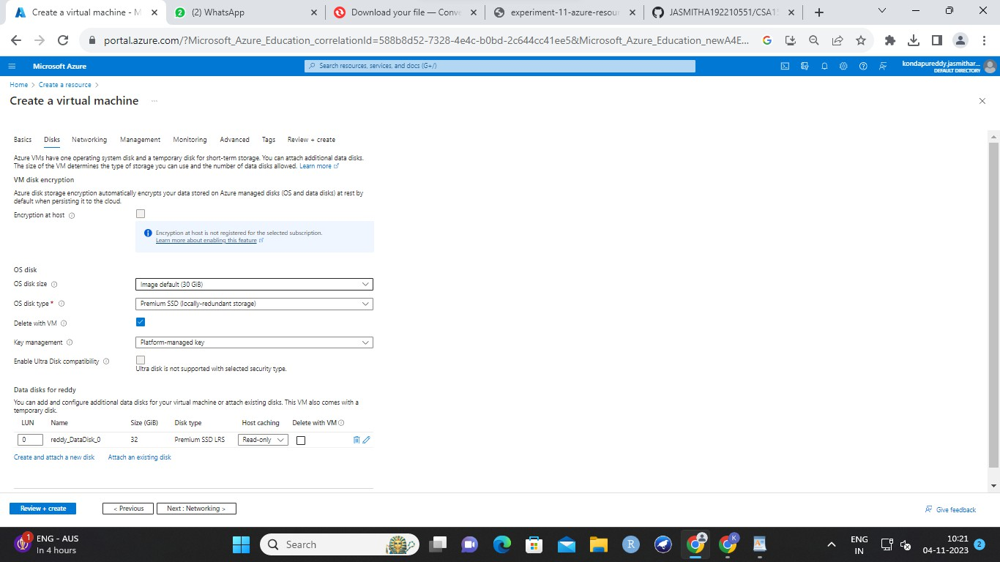 Create a virtual machine - M
(2) WhatsApp
Download your file — Conve
experiment-11-azure-resour
JASMITHA192210551/CSA1
portal.azure.com/?Microsoft_Azure_Education_correlationId=588b8d52-7328-4e4c-b0bd-2c644cc41ee5&Microsoft_Azure_Education_newA4E...
Microsoft Azure
Search resources, services, and docs (G+/)
kondapureddy.jasmithar...
DEFAULT DIRECTORY
Home > Create a resource >
Create a virtual machine ...
Basics Disks Networking Management Monitoring Advanced Tags Review + create
Azure VMs have one operating system disk and a temporary disk for short-term storage. You can attach additional data disks.
The size of the VM determines the type of storage you can use and the number of data disks allowed. Learn more
VM disk encryption
Azure disk storage encryption automatically encrypts your data stored on Azure managed disks (OS and data disks) at rest by
default when persisting it to the cloud.
Encryption at host
Encryption at host is not registered for the selected subscription.
Learn more about enabling this feature
OS disk
OS disk size Image default (30 GiB)
OS disk type * Premium SSD (locally-redundant storage)
Delete with VM
Key management Platform-managed key
Enable Ultra Disk compatibility
Ultra disk is not supported with selected security type.
Data disks for reddy
You can add and configure additional data disks for your virtual machine or attach existing disks. This VM also comes with a
temporary disk.
LUN Name Size (GiB) Disk type Host caching Delete with VM
0 reddy_DataDisk_0 32 Premium SSD LRS Read-only
Create and attach a new disk Attach an existing disk
Review + create < Previous Next : Networking > Give feedback
1 ENG - AUS
In 4 hours
Search
R
K
ENG
IN
10:21
04-11-2023
2